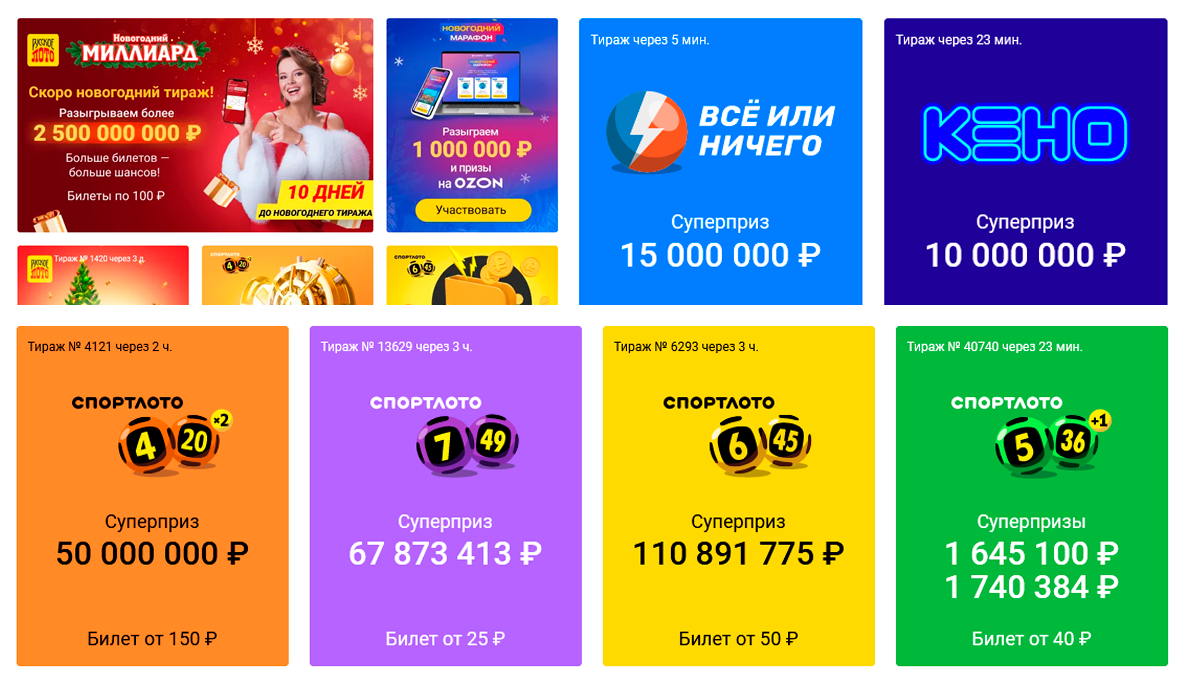 РУССКОЕ
ЛОТО
Новогодний
МИЛЛИАРД
Скоро новогодний тираж!
Разыгрываем более
2 500 000 000 ₽
Больше билетов —
больше шансов!
Билеты по 100 ₽
10 ДНЕЙ
ДО НОВОГОДНЕГО ТИРАЖА
НОВОГОДНИЙ
МАРАФОН
Разыграем
1 000 000 ₽
и призы
на OZON
Участвовать
Тираж через 5 мин.
ВСЁ ИЛИ
НИЧЕГО
Суперприз
15 000 000 ₽
Тираж через 23 мин.
КЕНО
Суперприз
10 000 000 ₽
РУССКОЕ
ЛОТО
Тираж № 1420 через 3 д.
СПОРТЛОТО
4 20
СПОРТЛОТО
6 45
Тираж № 4121 через 2 ч.
СПОРТЛОТО
4 20 ×2
Суперприз
50 000 000 ₽
Билет от 150 ₽
Тираж № 13629 через 3 ч.
СПОРТЛОТО
7 49
Суперприз
67 873 413 ₽
Билет от 25 ₽
Тираж № 6293 через 3 ч.
СПОРТЛОТО
6 45
Суперприз
110 891 775 ₽
Билет от 50 ₽
Тираж № 40740 через 23 мин.
СПОРТЛОТО
5 36 +1
Суперпризы
1 645 100 ₽
1 740 384 ₽
Билет от 40 ₽